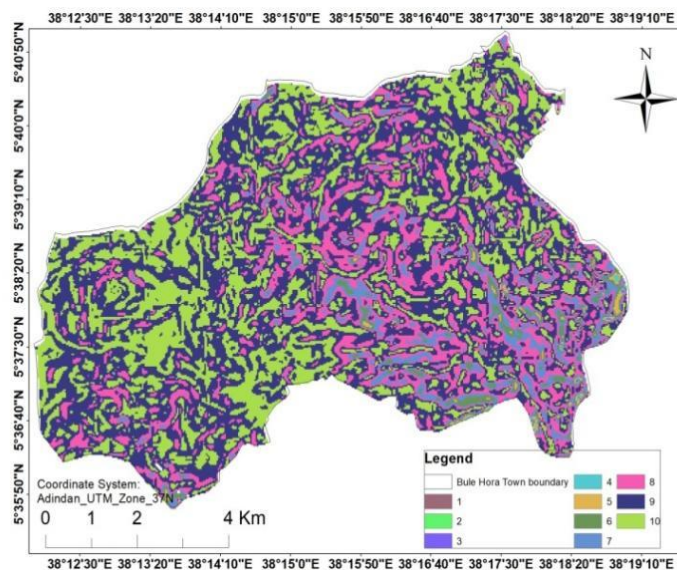 38°12'30"E 38°13'20"E 38°14'10"E 38°15'0"E 38°15'50"E 38°16'40"E 38°17'30"E 38°18'20"E 38°19'10"E
5°40'50"N
5°40'0"N
5°39'10"N
5°38'20"N
5°37'30"N
5°36'40"N
5°35'50"N
N
Coordinate System:
Adindan_UTM_Zone_37N
0 1 2 4 Km
Legend
Bule Hora Town boundary
1
2
3
4
5
6
7
8
9
10
38°12'30"E 38°13'20"E 38°14'10"E 38°15'0"E 38°15'50"E 38°16'40"E 38°17'30"E 38°18'20"E 38°19'10"E